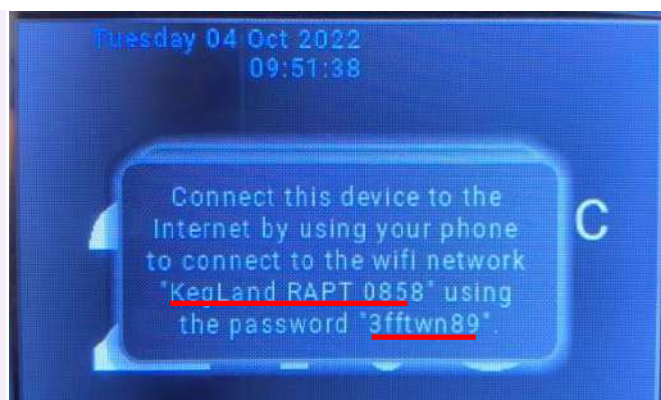 Tuesday 04 Oct 2022
09:51:38
Connect this device to the
Internet by using your phone
C
to connect to the wifi network
"KegLand RAPT 0858" using
the password "3fftwn89".